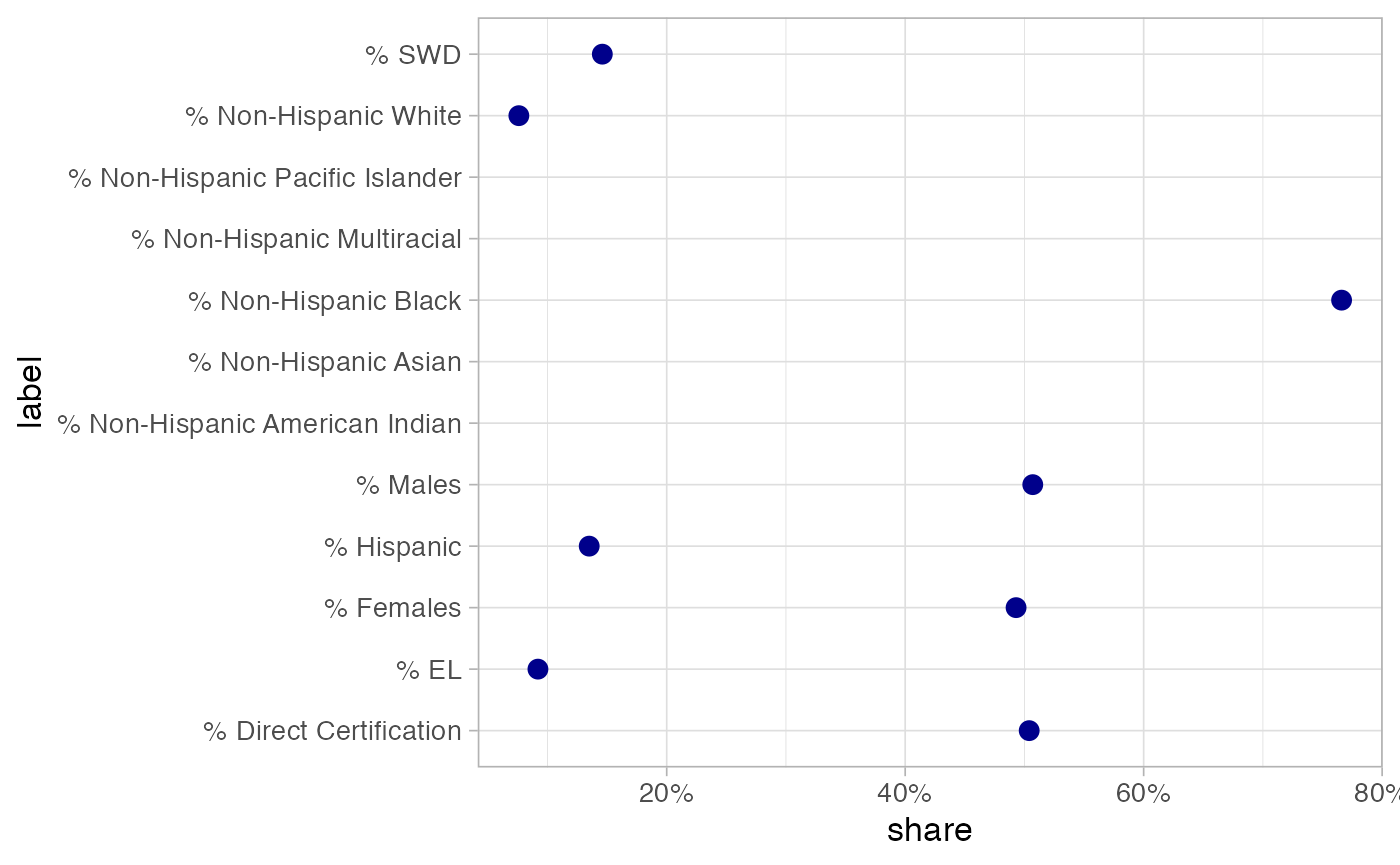 % SWD
% Non-Hispanic White
% Non-Hispanic Pacific Islander
% Non-Hispanic Multiracial
% Non-Hispanic Black
% Non-Hispanic Asian
% Non-Hispanic American Indian
% Males
% Hispanic
% Females
% EL
% Direct Certification
label
20% 40% 60% 80%
share